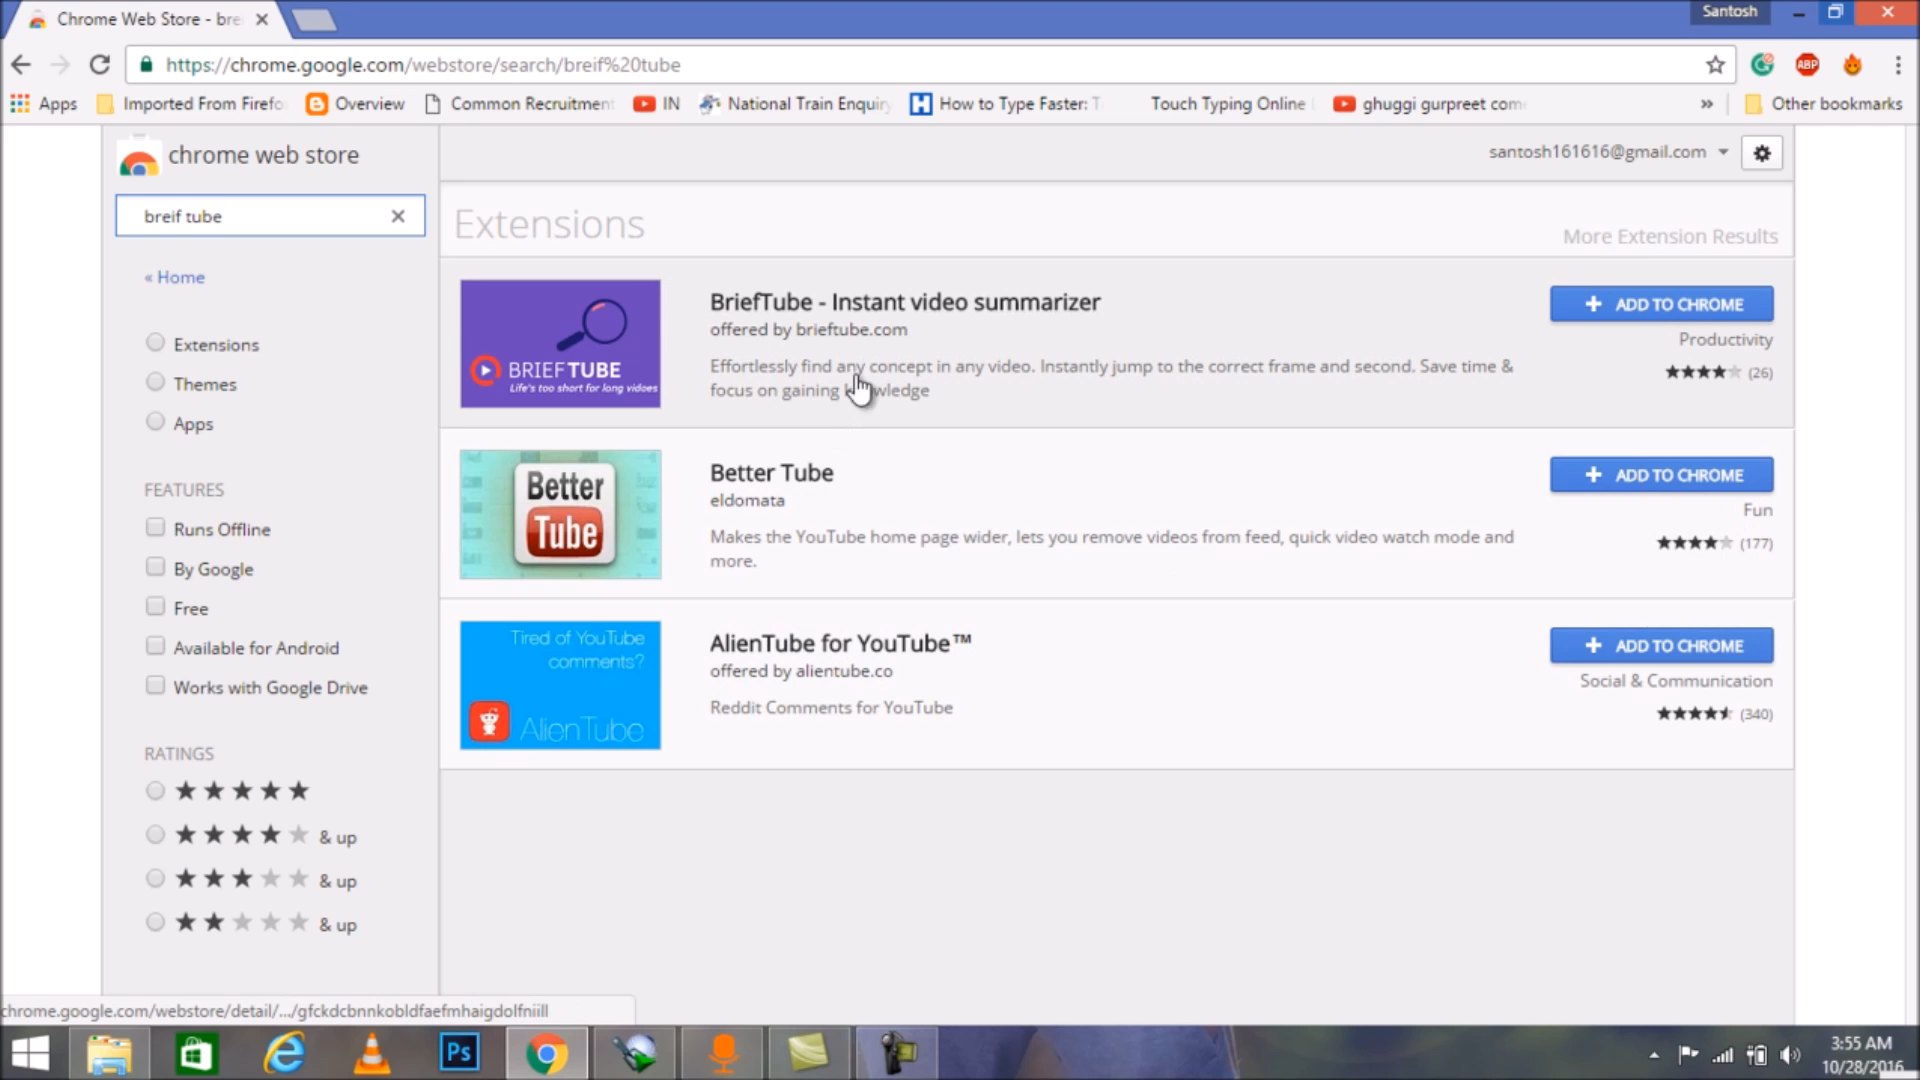 Chrome Web Store - bre
Santosh
https://chrome.google.com/webstore/search/breif%20tube
ABP
Apps
Imported From Firefo
Overview
Common Recruitment
IN
National Train Enquiry
How to Type Faster: T
Touch Typing Online
ghuggi gurpreet com
»
Other bookmarks
chrome web store
santosh161616@gmail.com
breif tube
Extensions
More Extension Results
« Home
Extensions
Themes
Apps
FEATURES
Runs Offline
By Google
Free
Available for Android
Works with Google Drive
RATINGS
& up
& up
& up
BRIEFTUBE
Life's too short for long vidoes
BriefTube - Instant video summarizer
offered by brieftube.com
Effortlessly find any concept in any video. Instantly jump to the correct frame and second. Save time &
focus on gaining knowledge
+ ADD TO CHROME
Productivity
(26)
Better
Tube
Better Tube
eldomata
Makes the YouTube home page wider, lets you remove videos from feed, quick video watch mode and
more.
+ ADD TO CHROME
Fun
(177)
Tired of YouTube
comments?
AlienTube
AlienTube for YouTube™
offered by alientube.co
Reddit Comments for YouTube
+ ADD TO CHROME
Social & Communication
(340)
chrome.google.com/webstore/detail/.../gfckdcbnnkobldfaefmhaigdolfniill
Ps
3:55 AM
10/28/2016